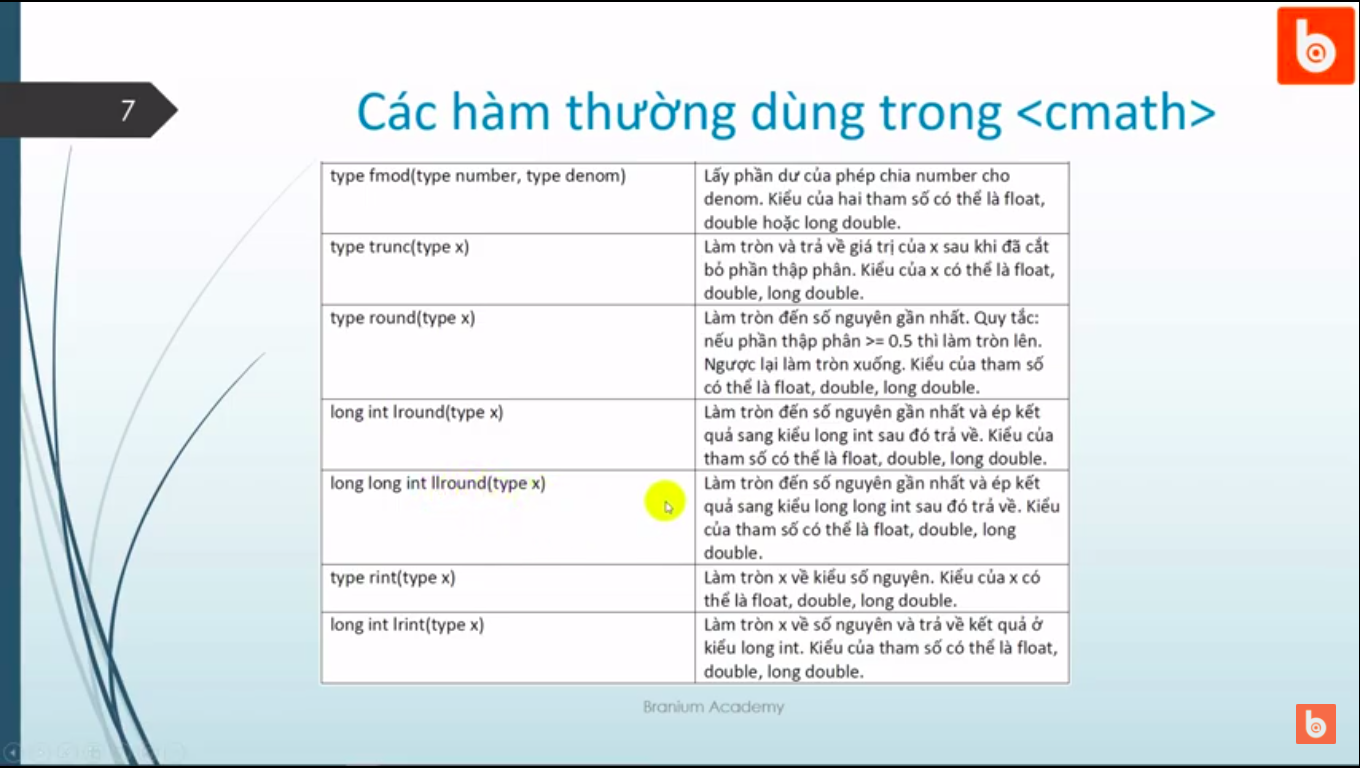 7
Các hàm thường dùng trong <cmath>
type fmod(type number, type denom)
Lấy phần dư của phép chia number cho
denom. Kiểu của hai tham số có thể là float,
double hoặc long double.
type trunc(type x)
Làm tròn và trả về giá trị của x sau khi đã cắt
bỏ phần thập phân. Kiểu của x có thể là float,
double, long double.
type round(type x)
Làm tròn đến số nguyên gần nhất. Quy tắc:
nếu phần thập phân >= 0.5 thì làm tròn lên.
Ngược lại làm tròn xuống. Kiểu của tham số
có thể là float, double, long double.
long int lround(type x)
Làm tròn đến số nguyên gần nhất và ép kết
quả sang kiểu long int sau đó trả về. Kiểu của
tham số có thể là float, double, long double.
long long int llround(type x)
Làm tròn đến số nguyên gần nhất và ép kết
quả sang kiểu long long int sau đó trả về. Kiểu
của tham số có thể là float, double, long
double.
type rint(type x)
Làm tròn x về kiểu số nguyên. Kiểu của x có
thể là float, double, long double.
long int lrint(type x)
Làm tròn x về số nguyên và trả về kết quả ở
kiểu long int. Kiểu của tham số có thể là float,
double, long double.
Branium Academy